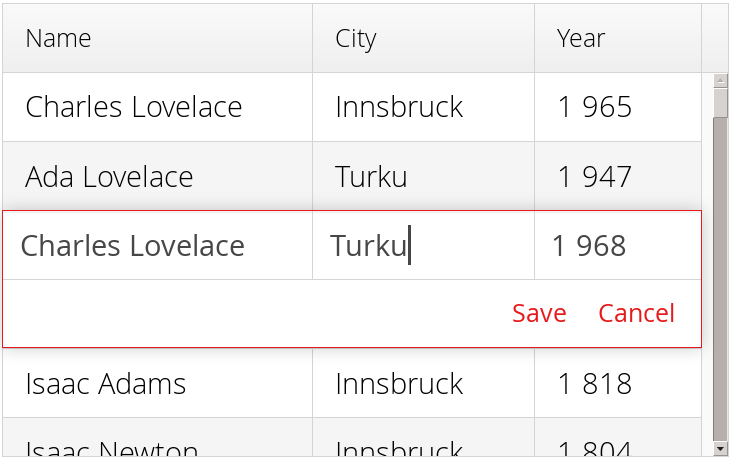 Name City Year
Charles Lovelace Innsbruck 1 965
Ada Lovelace Turku 1 947
Charles Lovelace Turku 1 968
Save Cancel
Isaac Adams Innsbruck 1 818
Isaac Newton Innsbruck 1 804